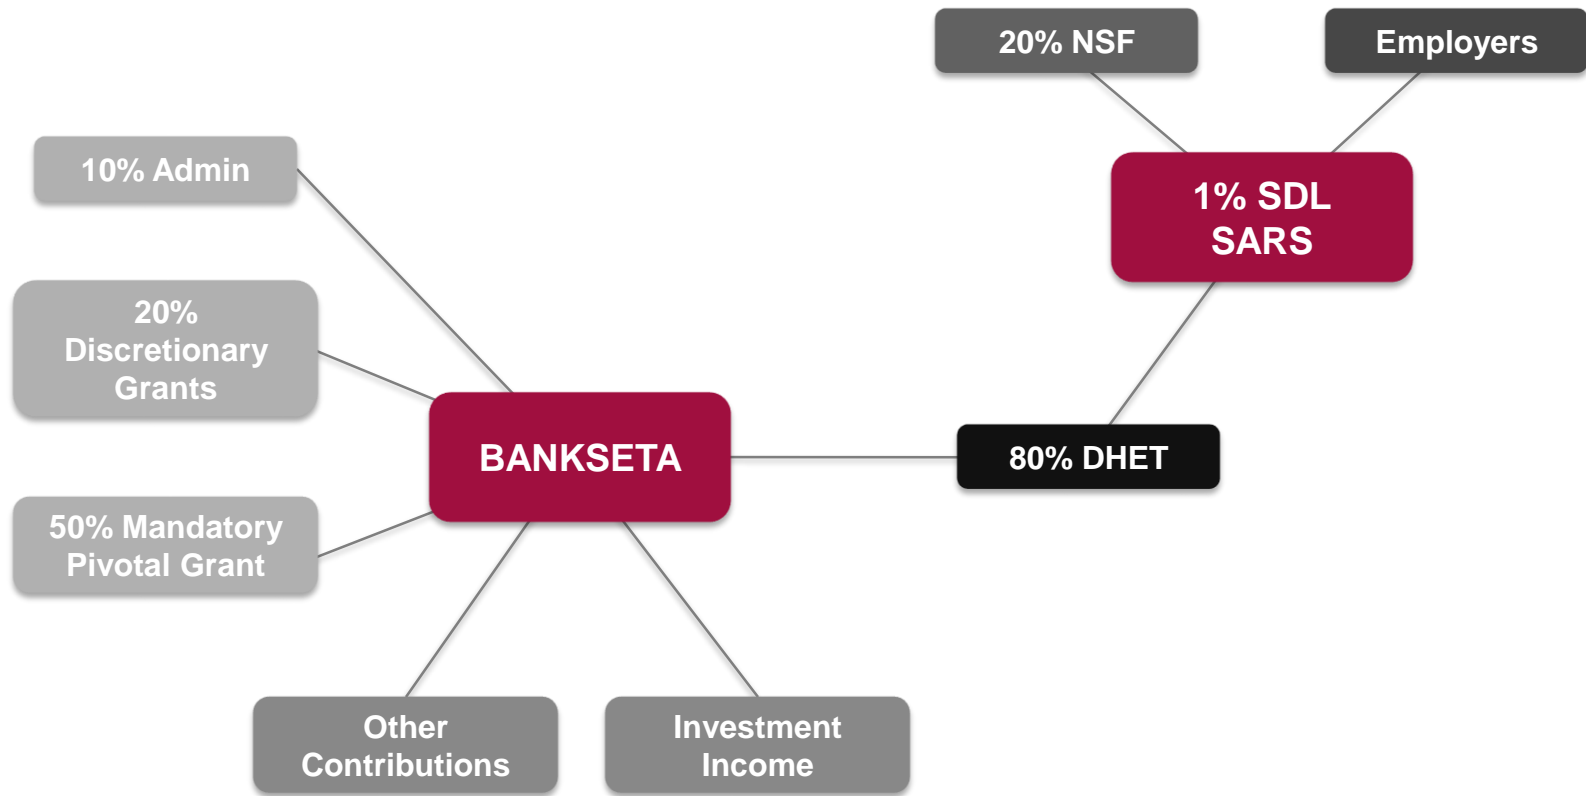 20% NSF
Employers
10% Admin
1% SDL
SARS
20%
Discretionary
Grants
BANKSETA
80% DHET
50% Mandatory
Pivotal Grant
Other
Contributions
Investment
Income